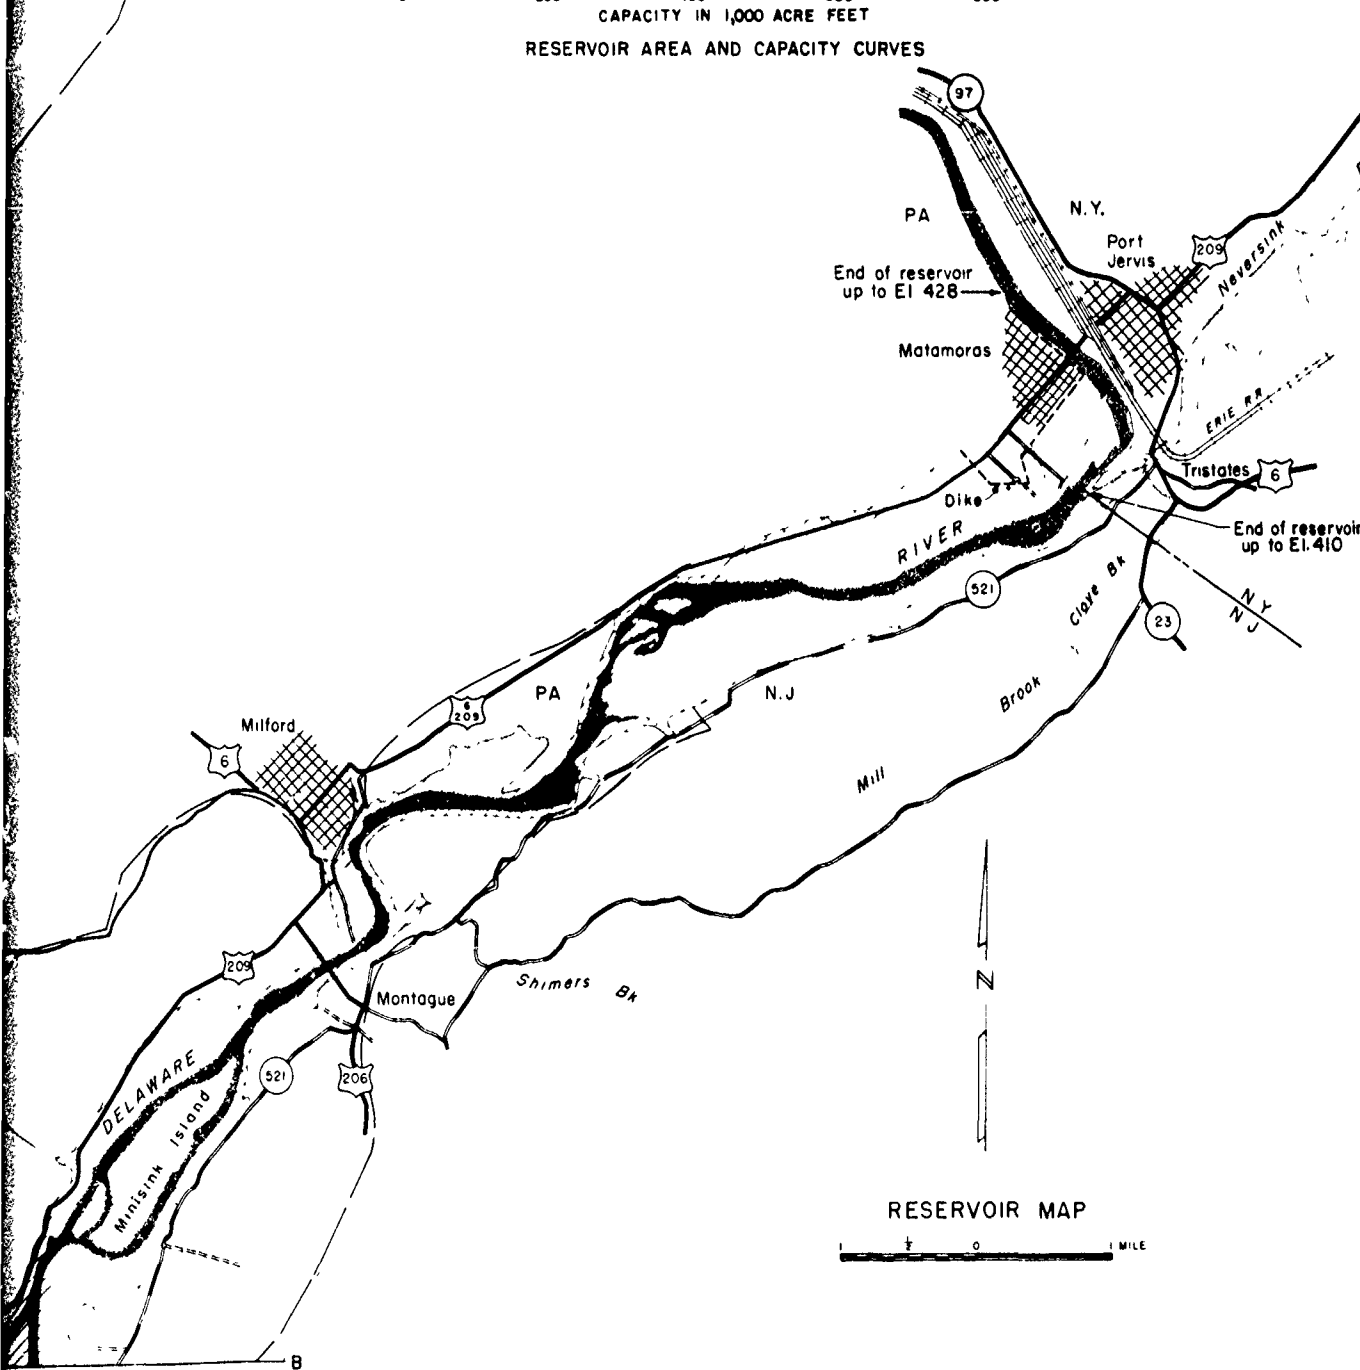 CAPACITY IN 1,000 ACRE FEET
RESERVOIR AREA AND CAPACITY CURVES
97
PA
N.Y.
Port
Jervis
209
Neversink
End of reservoir
up to El 428
Matamoras
ERIE RR
Tristates
6
Dike
RIVER
End of reservoir
up to El.410
521
Clove Bk
NY
NJ
23
Brook
PA
N.J
6
209
Milford
6
Mill
N
209
Montague
Shimers Bk
DELAWARE
521
206
Minisink Island
RESERVOIR MAP
1 ½ 0 1 MILE
B